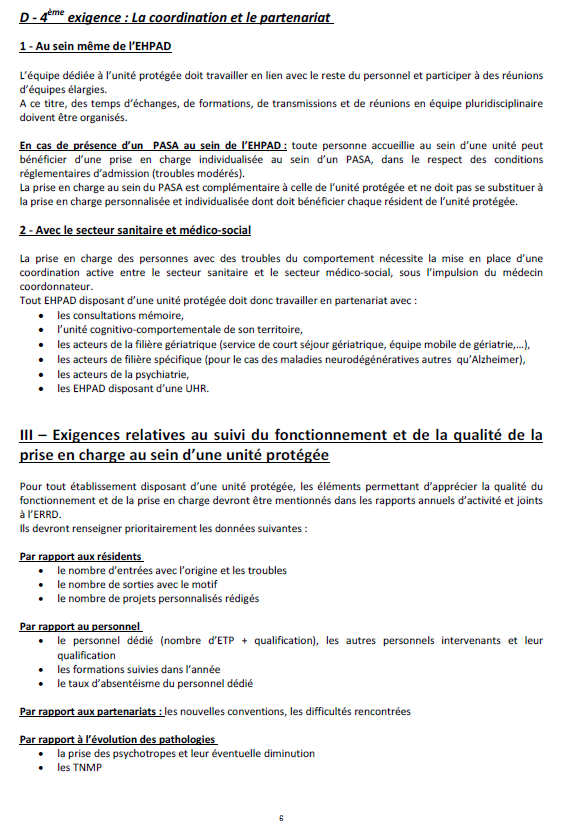 D - 4ème exigence : La coordination et le partenariat
1 - Au sein même de l'EHPAD
L'équipe dédiée à l'unité protégée doit travailler en lien avec le reste du personnel et participer à des réunions
d'équipes élargies.
A ce titre, des temps d'échanges, de formations, de transmissions et de réunions en équipe pluridisciplinaire
doivent être organisés.
En cas de présence d'un PASA au sein de l'EHPAD : toute personne accueillie au sein d'une unité peut
bénéficier d'une prise en charge individualisée au sein d'un PASA, dans le respect des conditions
réglementaires d'admission (troubles modérés).
La prise en charge au sein du PASA est complémentaire à celle de l'unité protégée et ne doit pas se substituer à
la prise en charge personnalisée et individualisée dont doit bénéficier chaque résident de l'unité protégée.
2 - Avec le secteur sanitaire et médico-social
La prise en charge des personnes avec des troubles du comportement nécessite la mise en place d'une
coordination active entre le secteur sanitaire et le secteur médico-social, sous l'impulsion du médecin
coordonnateur.
Tout EHPAD disposant d'une unité protégée doit donc travailler en partenariat avec :
• les consultations mémoire,
• l'unité cognitivo-comportementale de son territoire,
• les acteurs de la filière gériatrique (service de court séjour gériatrique, équipe mobile de gériatrie,…),
• les acteurs de filière spécifique (pour le cas des maladies neurodégénératives autres qu'Alzheimer),
• les acteurs de la psychiatrie,
• les EHPAD disposant d'une UHR.
III – Exigences relatives au suivi du fonctionnement et de la qualité de la
prise en charge au sein d'une unité protégée
Pour tout établissement disposant d'une unité protégée, les éléments permettant d'apprécier la qualité du
fonctionnement et de la prise en charge devront être mentionnés dans les rapports annuels d'activité et joints
à l'ERRD.
Ils devront renseigner prioritairement les données suivantes :
Par rapport aux résidents
• le nombre d'entrées avec l'origine et les troubles
• le nombre de sorties avec le motif
• le nombre de projets personnalisés rédigés
Par rapport au personnel
• le personnel dédié (nombre d'ETP + qualification), les autres personnels intervenants et leur
qualification
• les formations suivies dans l'année
• le taux d'absentéisme du personnel dédié
Par rapport aux partenariats : les nouvelles conventions, les difficultés rencontrées
Par rapport à l'évolution des pathologies
• la prise des psychotropes et leur éventuelle diminution
• les TNMP
6